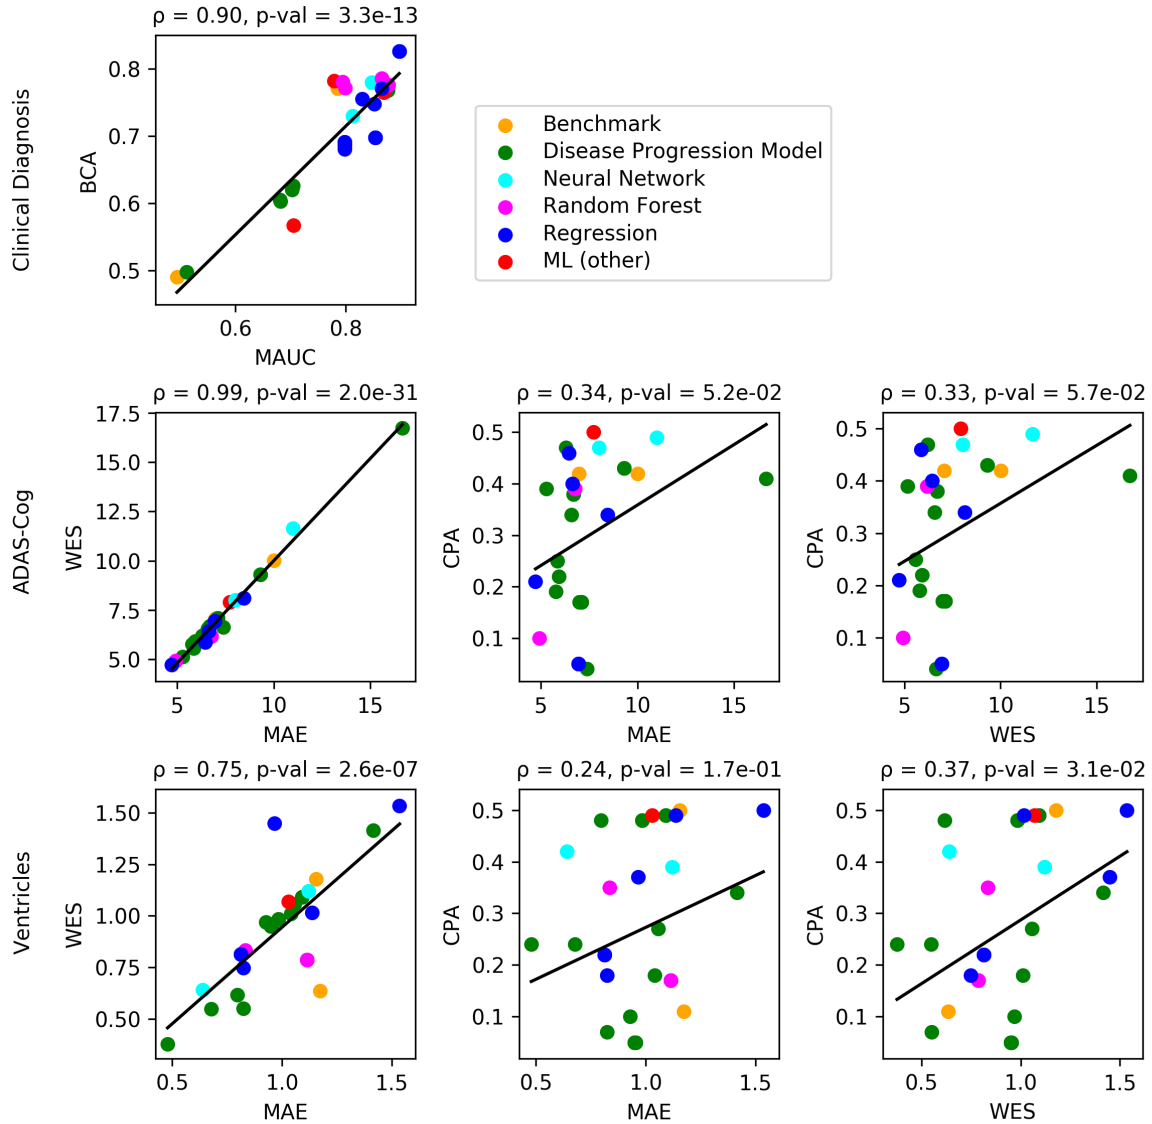 ρ = 0.90, p-val = 3.3e-13
Clinical Diagnosis
BCA
0.8
0.7
0.6
0.5
0.6 0.8
MAUC
Benchmark
Disease Progression Model
Neural Network
Random Forest
Regression
ML (other)
ρ = 0.99, p-val = 2.0e-31
ADAS-Cog
WES
17.5
15.0
12.5
10.0
7.5
5.0
5 10 15
MAE
ρ = 0.34, p-val = 5.2e-02
CPA
0.5
0.4
0.3
0.2
0.1
5 10 15
MAE
ρ = 0.33, p-val = 5.7e-02
CPA
0.5
0.4
0.3
0.2
0.1
5 10 15
WES
ρ = 0.75, p-val = 2.6e-07
Ventricles
WES
1.50
1.25
1.00
0.75
0.50
0.5 1.0 1.5
MAE
ρ = 0.24, p-val = 1.7e-01
CPA
0.5
0.4
0.3
0.2
0.1
0.5 1.0 1.5
MAE
ρ = 0.37, p-val = 3.1e-02
CPA
0.5
0.4
0.3
0.2
0.1
0.5 1.0 1.5
WES